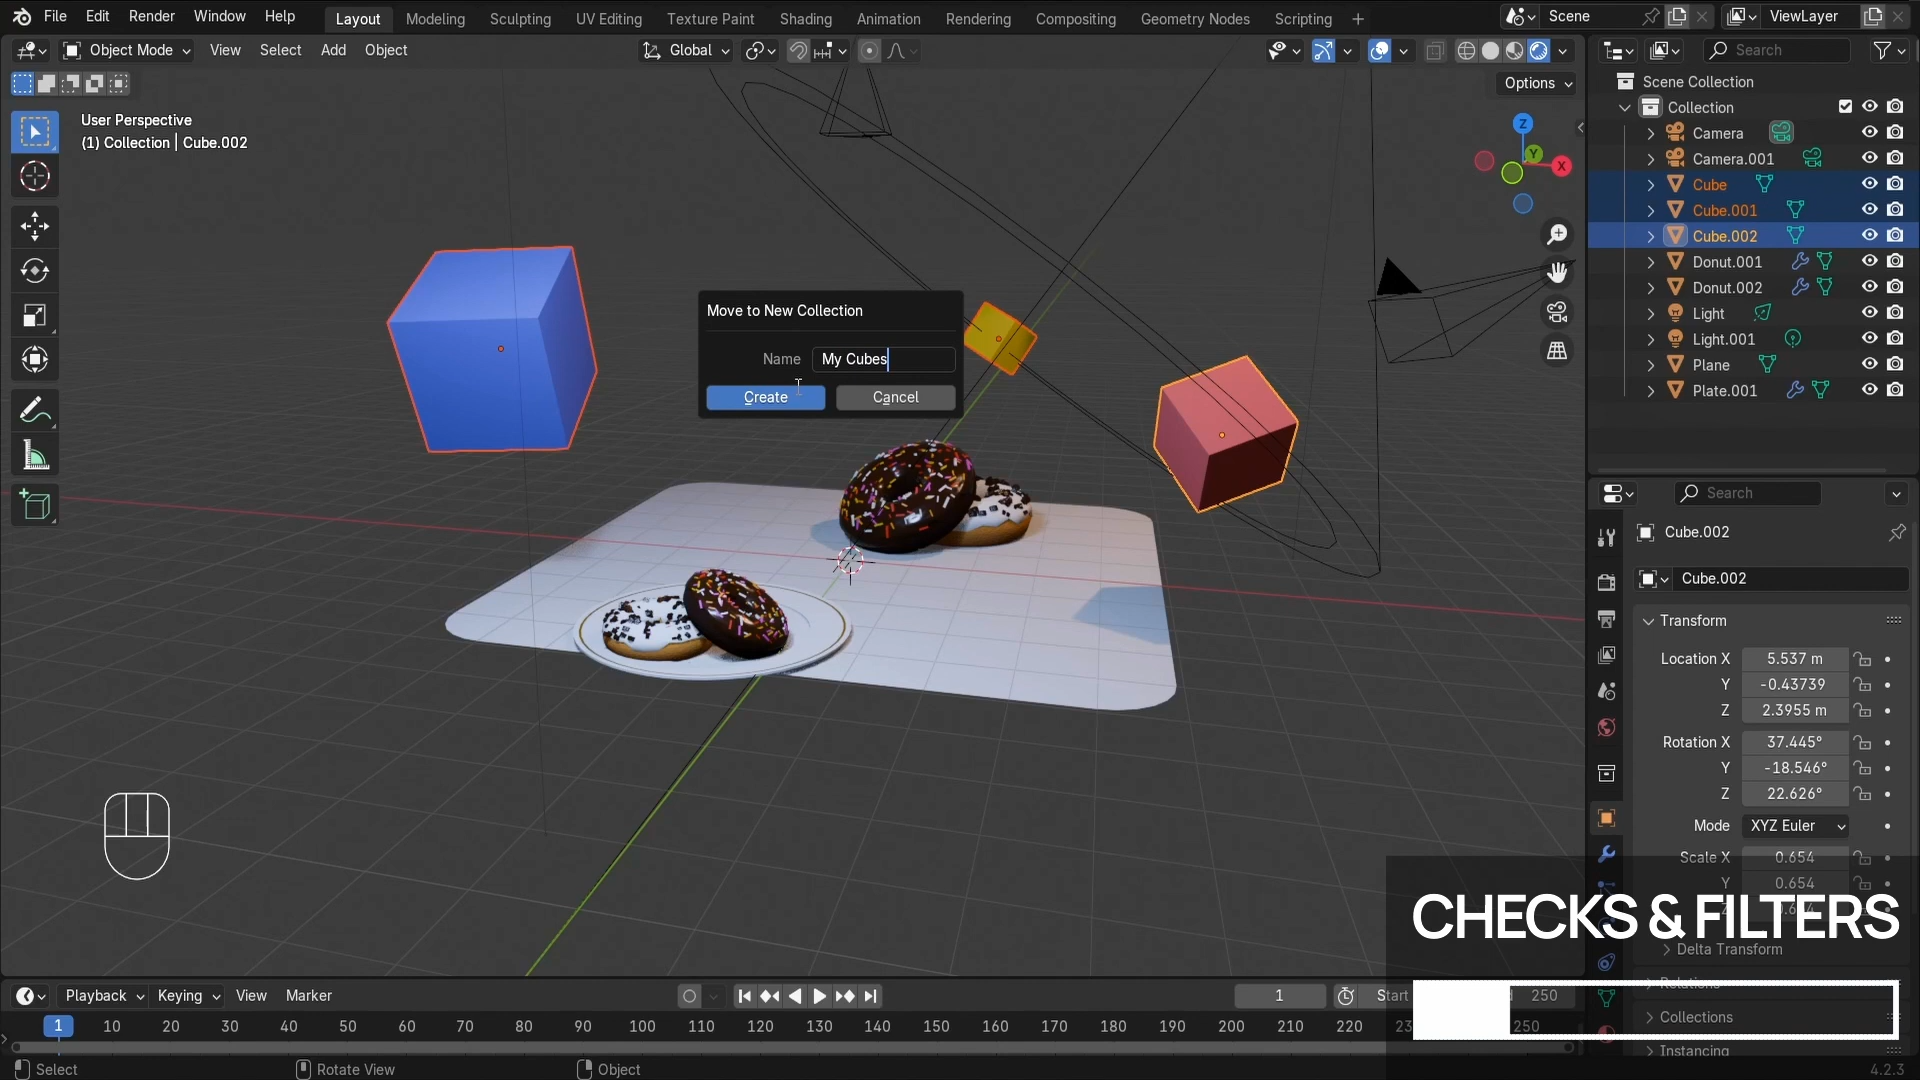 File Edit Render Window Help
Layout Modeling Sculpting UV Editing Texture Paint Shading Animation Rendering Compositing Geometry Nodes Scripting +
Scene
ViewLayer
Object Mode View Select Add Object
Global
Search
Options
User Perspective
(1) Collection | Cube.002
Z
Y
X
Scene Collection
Collection
Camera
Camera.001
Cube
Cube.001
Cube.002
Donut.001
Donut.002
Light
Light.001
Plane
Plate.001
Move to New Collection
Name My Cubes
Create Cancel
Search
Cube.002
Cube.002
Transform
Location X 5.537 m
Y -0.43739
Z 2.3955 m
Rotation X 37.445°
Y -18.546°
Z 22.626°
Mode XYZ Euler
Scale X 0.654
Y 0.654
CHECKS & FILTERS
Delta Transform
Relations
Collections
Instancing
Playback Keying View Marker
1
Start
250
1 10 20 30 40 50 60 70 80 90 100 110 120 130 140 150 160 170 180 190 200 210 220 250
Select Rotate View Object
4.2.3